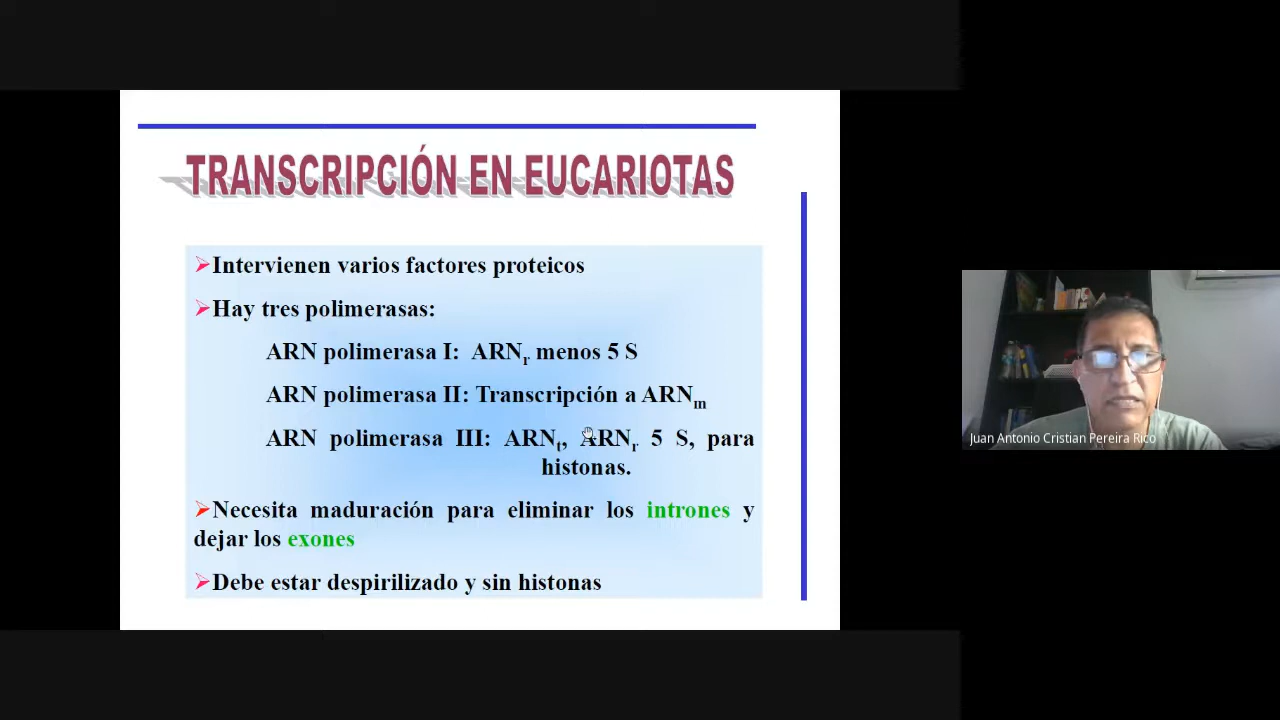 TRANSCRIPCIÓN EN EUCARIOTAS
Intervienen varios factores proteicos
Hay tres polimerasas:
ARN polimerasa I: ARNr menos 5 S
ARN polimerasa II: Transcripción a ARNm
ARN polimerasa III: ARNt, ARNr 5 S, para
histonas.
Necesita maduración para eliminar los intrones y
dejar los exones
Debe estar despirilizado y sin histonas
Juan Antonio Cristian Pereira Rico